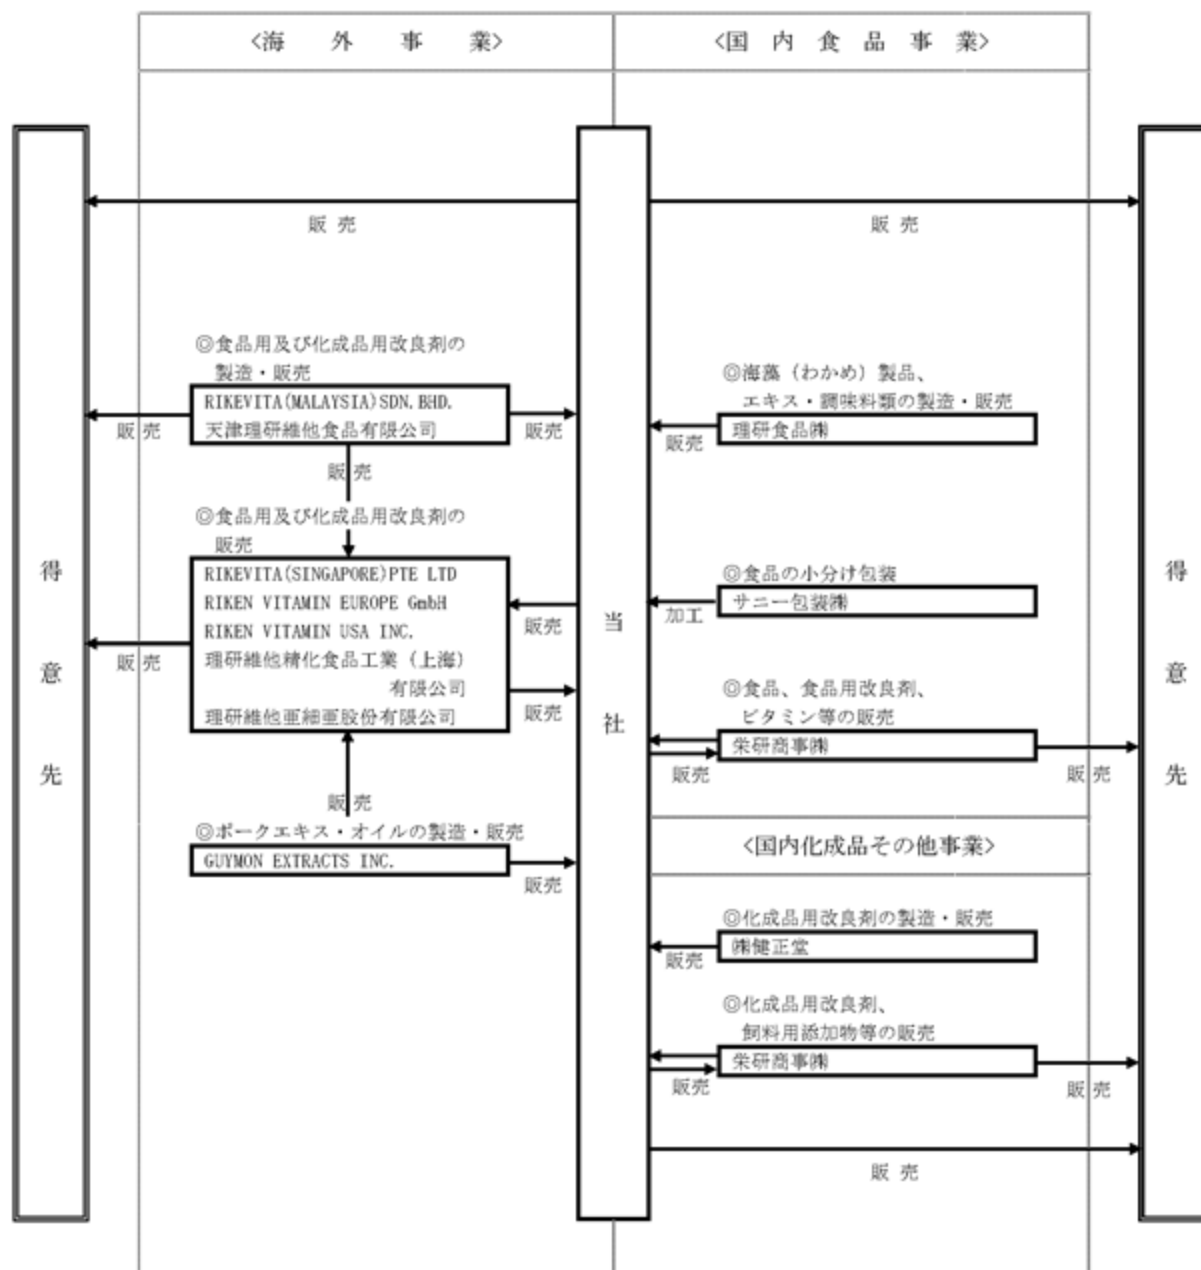 <海外事業>
<国内食品事業>
得意先
当社
得意先
販売
販売
◎食品用及び化成品用改良剤の
製造・販売
RIKEVITA(MALAYSIA)SDN.BHD.
天津理研維他食品有限公司
販売
販売
販売
◎食品用及び化成品用改良剤の
販売
RIKEVITA(SINGAPORE)PTE LTD
RIKEN VITAMIN EUROPE GmbH
RIKEN VITAMIN USA INC.
理研維他精化食品工業（上海）
有限公司
理研維他亜細亜股份有限公司
販売
販売
販売
販売
◎ポークエキス・オイルの製造・販売
GUYMON EXTRACTS INC.
販売
◎海藻（わかめ）製品、
エキス・調味料類の製造・販売
理研食品㈱
販売
◎食品の小分け包装
サニー包装㈱
加工
◎食品、食品用改良剤、
ビタミン等の販売
栄研商事㈱
販売
販売
<国内化成品その他事業>
◎化成品用改良剤の製造・販売
㈱健正堂
販売
◎化成品用改良剤、
飼料用添加物等の販売
栄研商事㈱
販売
販売
販売